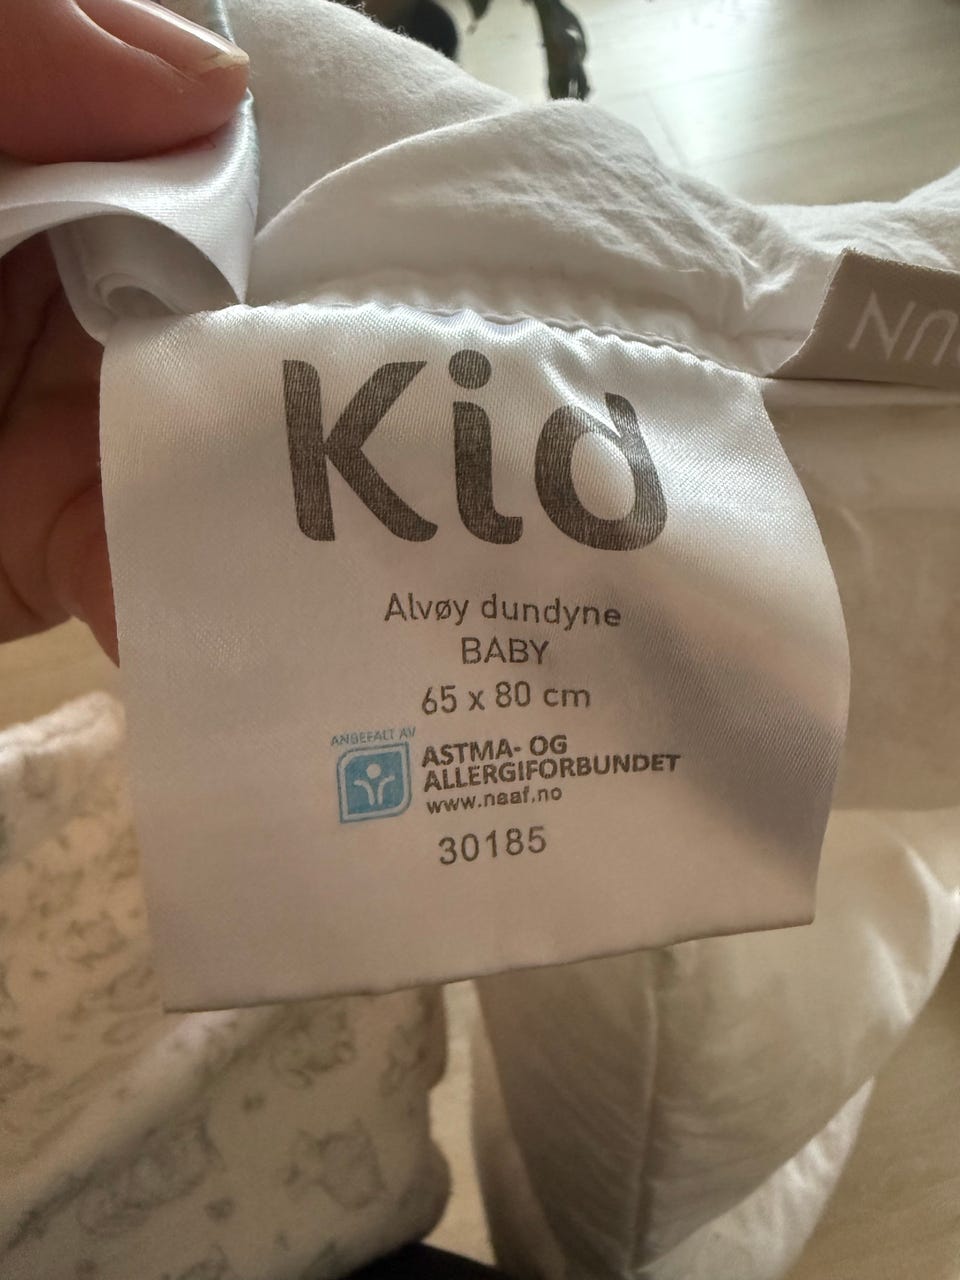 Kid
Alvøy dundyne
BABY
65 x 80 cm
ANBEFALT AV
ASTMA- OG
ALLERGIFORBUNDET
www.naaf.no
30185